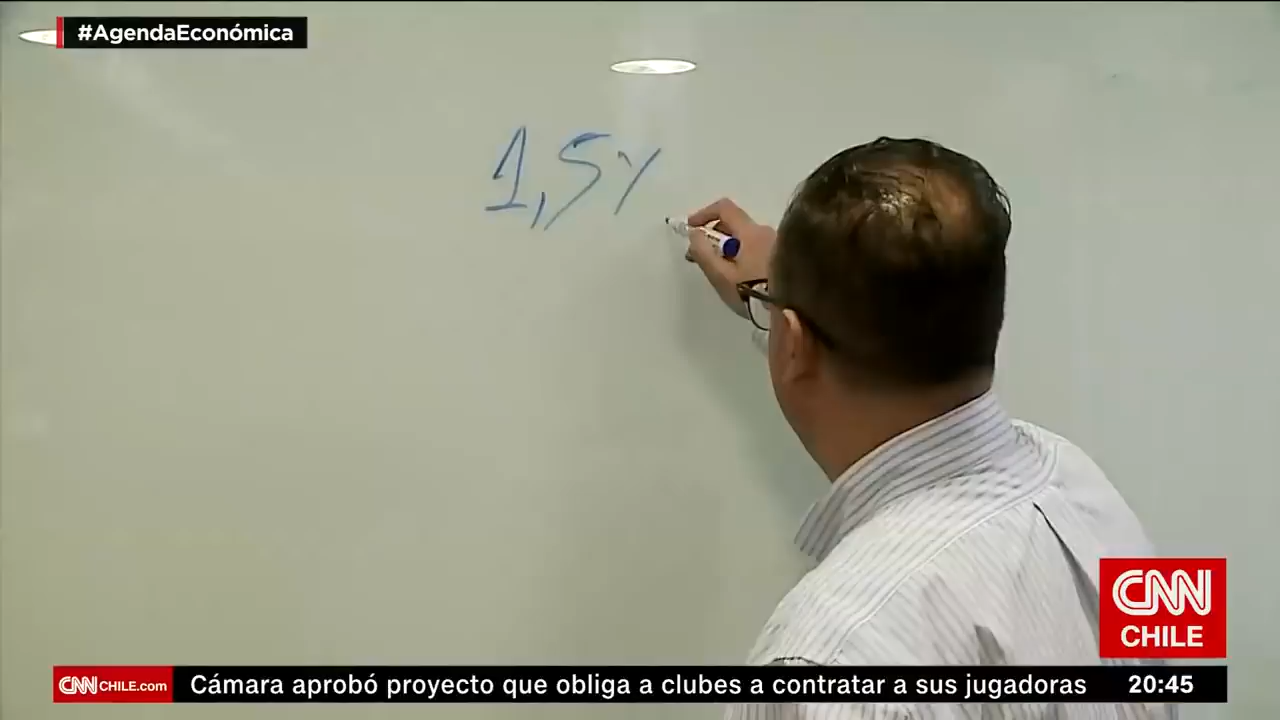 #AgendaEconómica
1,5%
CNN
CHILE
CNNCHILE.com Cámara aprobó proyecto que obliga a clubes a contratar a sus jugadoras 20:45